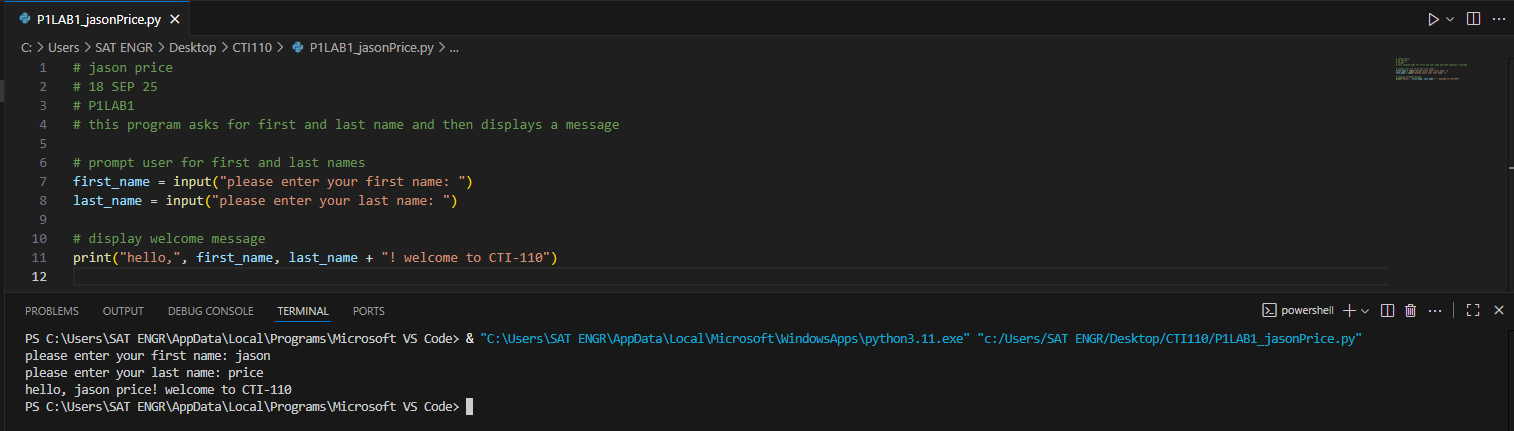 P1LAB1_jasonPrice.py
C: > Users > SAT ENGR > Desktop > CTI110 > P1LAB1_jasonPrice.py > ...
1 # jason price
2 # 18 SEP 25
3 # P1LAB1
4 # this program asks for first and last name and then displays a message
5
6 # prompt user for first and last names
7 first_name = input("please enter your first name: ")
8 last_name = input("please enter your last name: ")
9
10 # display welcome message
11 print("hello,", first_name, last_name + "! welcome to CTI-110")
12
PROBLEMS OUTPUT DEBUG CONSOLE TERMINAL PORTS powershell
PS C:\Users\SAT ENGR\AppData\Local\Programs\Microsoft VS Code> & "C:\Users\SAT ENGR\AppData\Local\Microsoft\WindowsApps\python3.11.exe" "c:/Users/SAT ENGR/Desktop/CTI110/P1LAB1_jasonPrice.py"
please enter your first name: jason
please enter your last name: price
hello, jason price! welcome to CTI-110
PS C:\Users\SAT ENGR\AppData\Local\Programs\Microsoft VS Code>